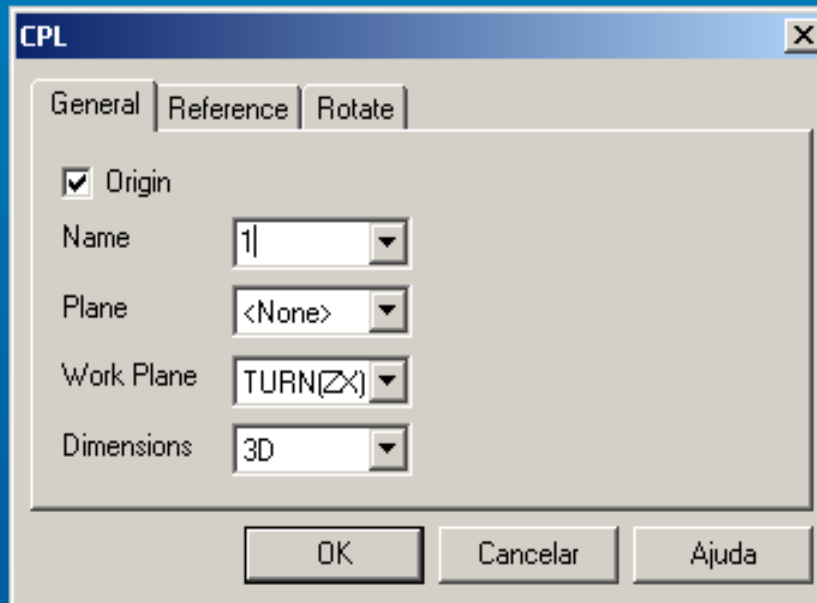 CPL
General Reference Rotate
Origin
Name 1
Plane <None>
Work Plane TURN(ZX)
Dimensions 3D
OK Cancelar Ajuda